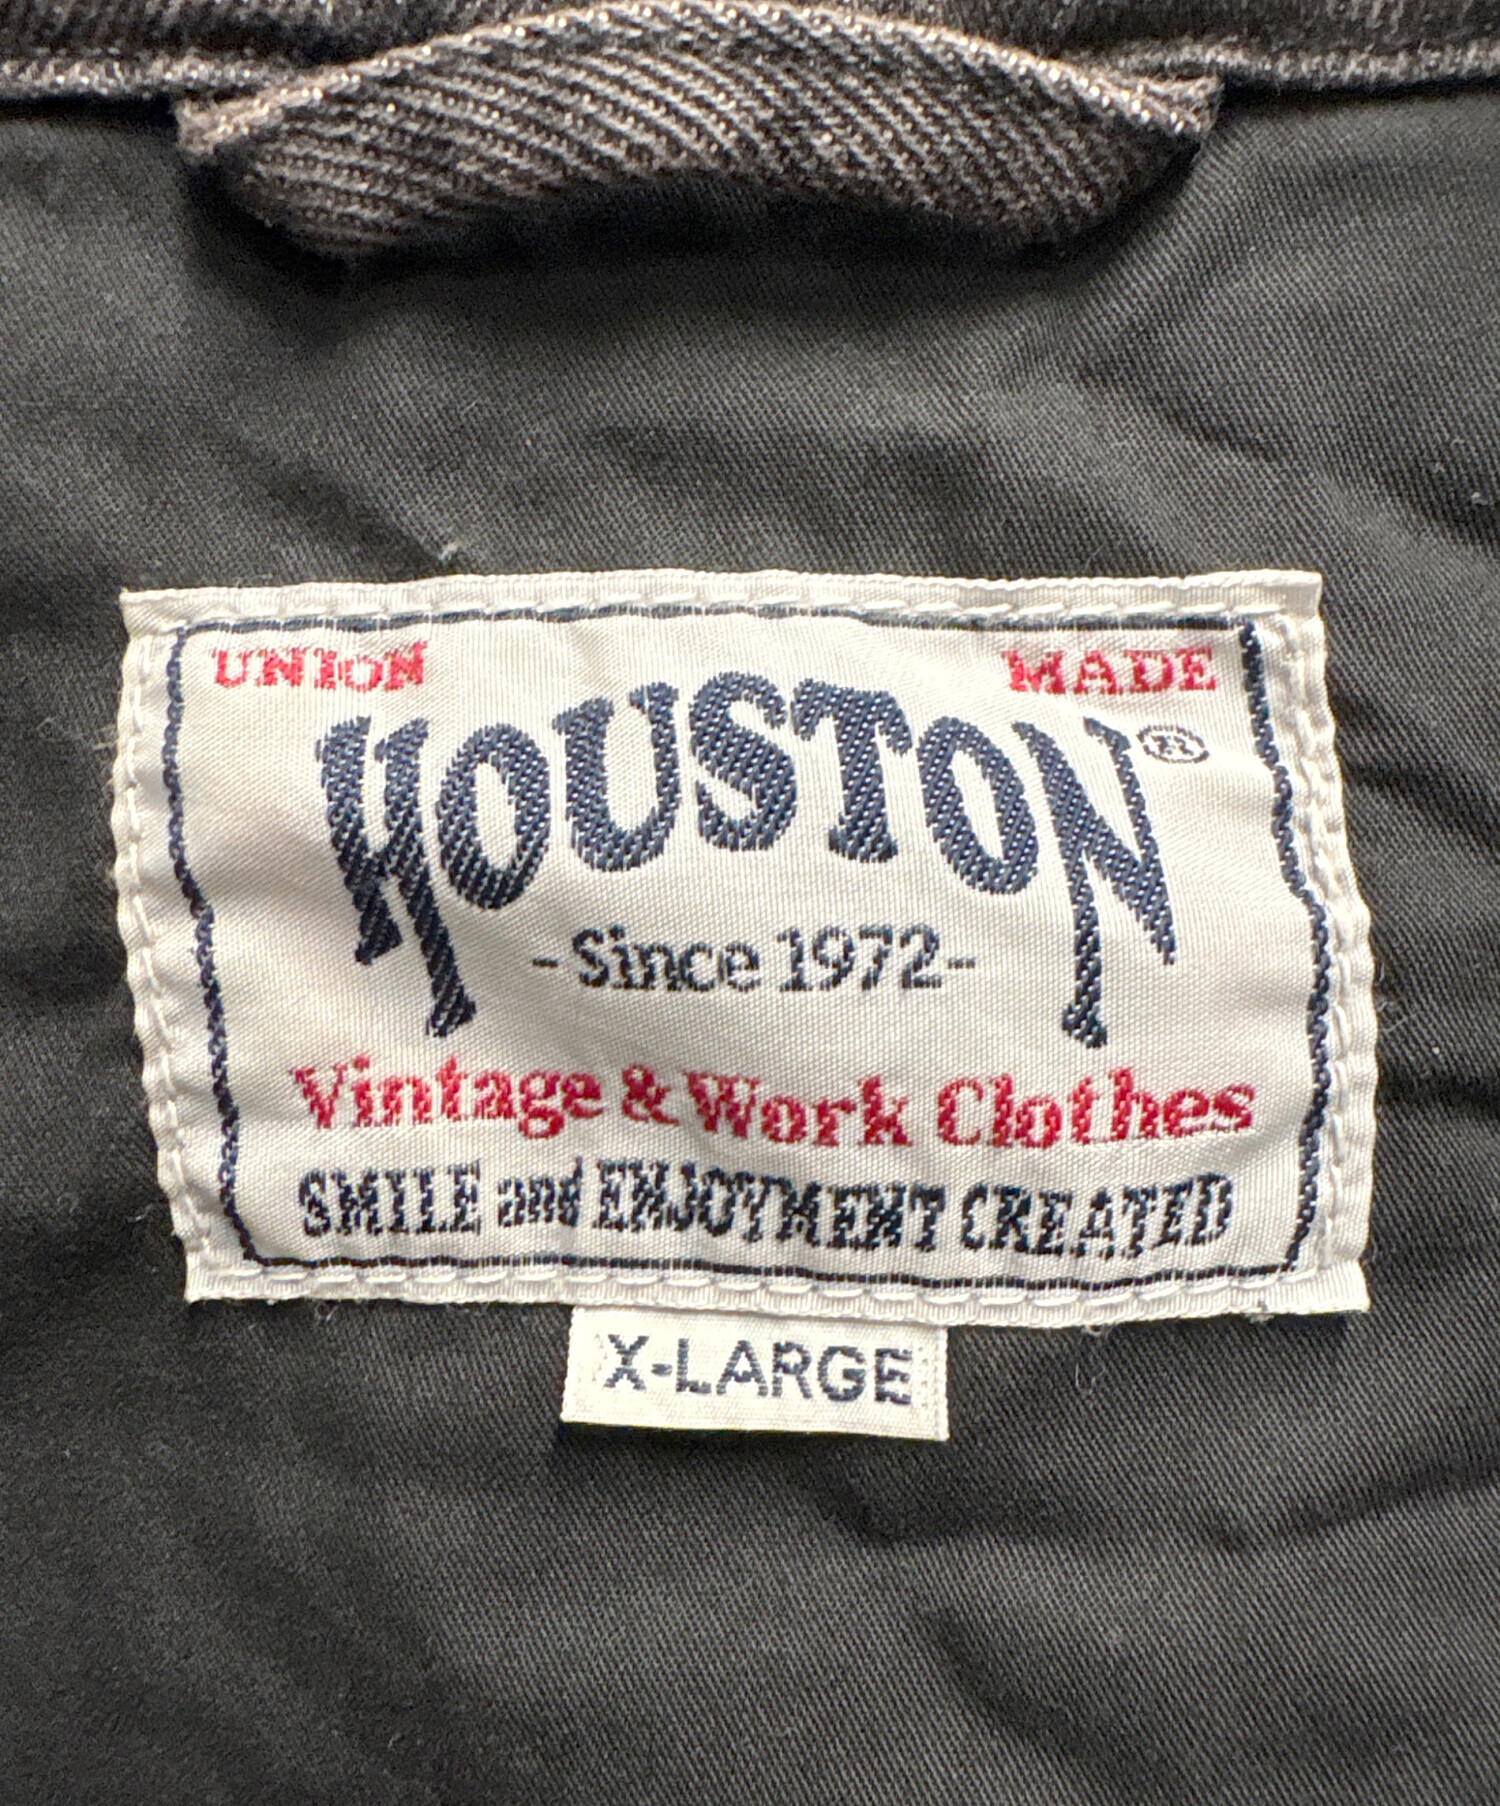 UNION MADE
HOUSTON ®
-Since 1972-
Vintage & Work Clothes
SMILE and ENJOYMENT CREATED
X-LARGE